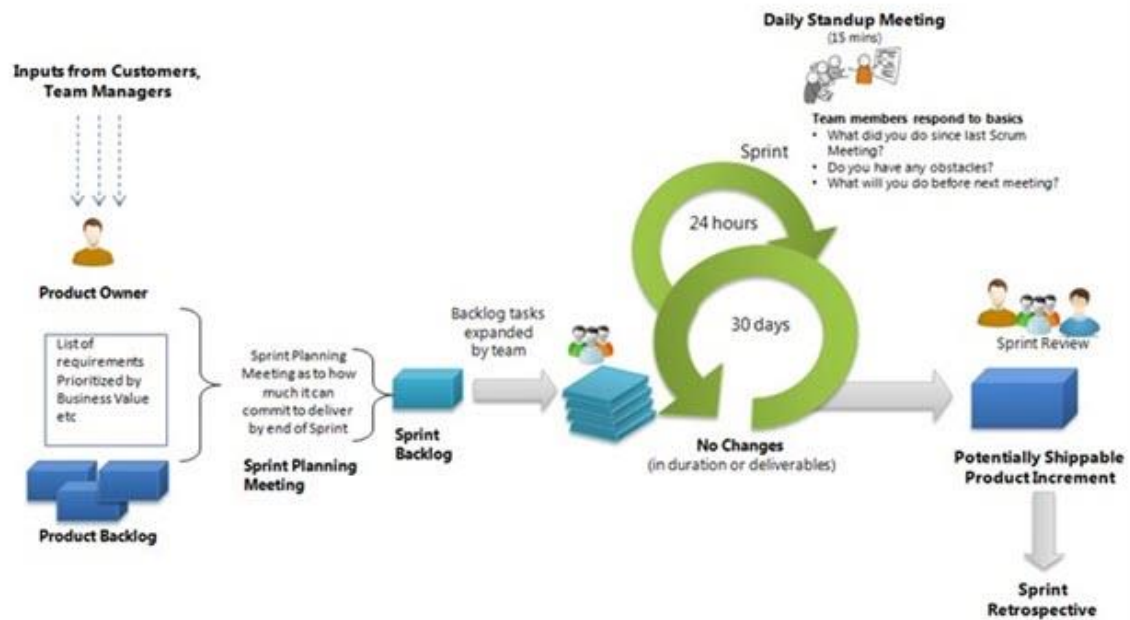 Inputs from Customers,
Team Managers
Product Owner
List of
requirements
Prioritized by
Business Value
etc
Product Backlog
Sprint Planning
Meeting as to how
much it can
commit to deliver
by end of Sprint
Sprint Planning
Meeting
Sprint
Backlog
Backlog tasks
expanded
by team
Daily Standup Meeting
(15 mins)
Team members respond to basics
• What did you do since last Scrum
Meeting?
• Do you have any obstacles?
• What will you do before next meeting?
Sprint
24 hours
30 days
No Changes
(in duration or deliverables)
Sprint Review
Potentially Shippable
Product Increment
Sprint
Retrospective